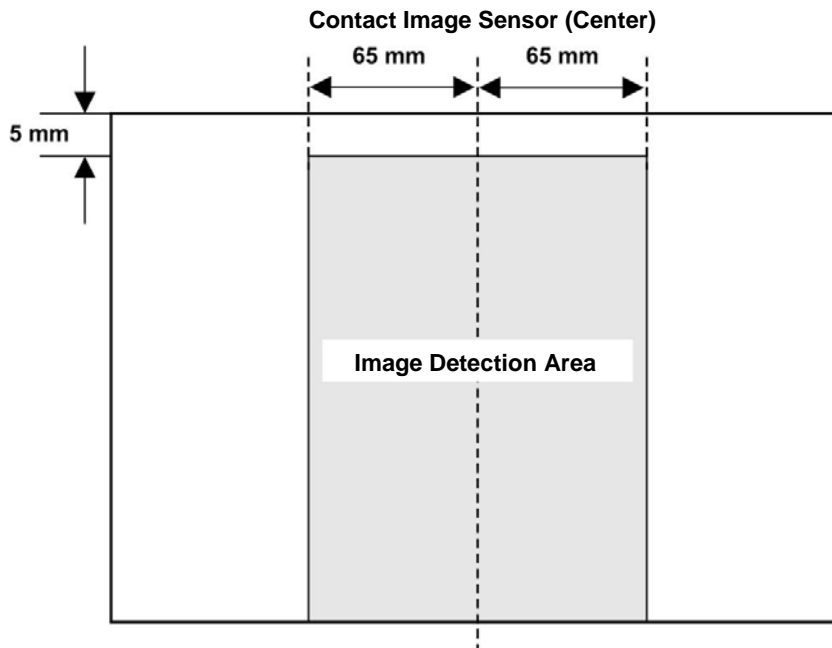 Contact Image Sensor (Center)
65 mm 65 mm
5 mm
Image Detection Area